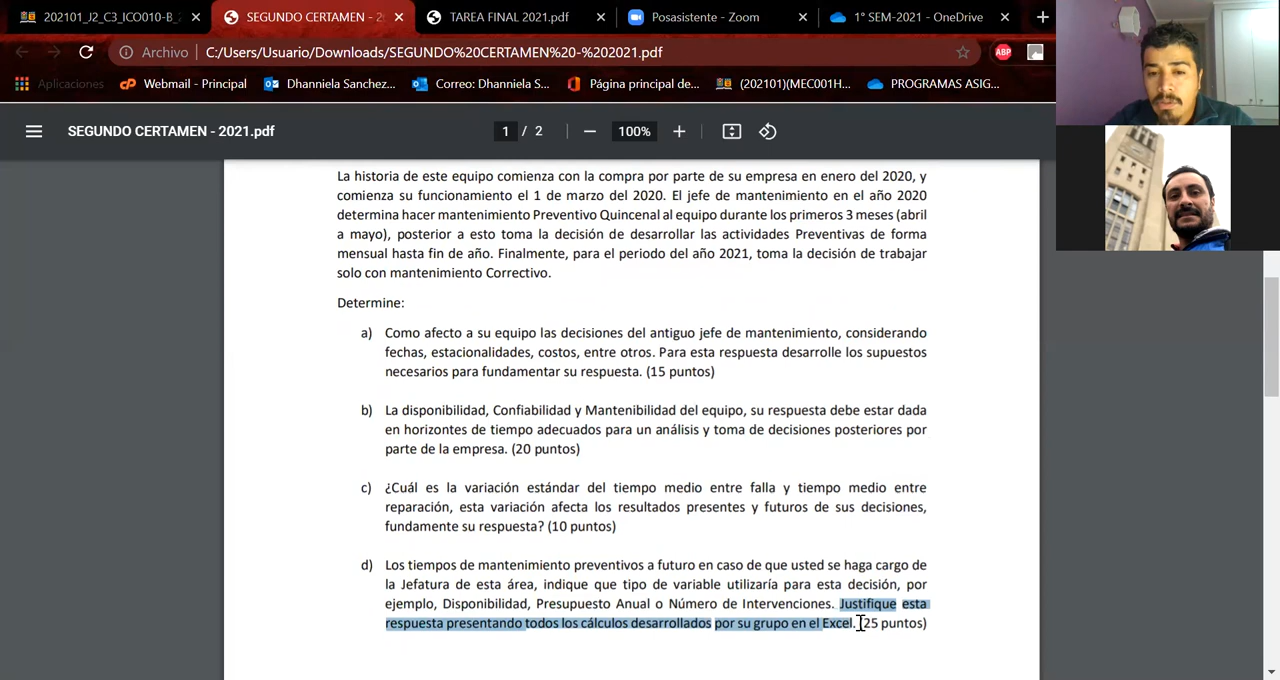 202101_J2_C3_ICO010-B_2
SEGUNDO CERTAMEN - 2
TAREA FINAL 2021.pdf
Posasistente - Zoom
1° SEM-2021 - OneDrive
Archivo
C:/Users/Usuario/Downloads/SEGUNDO%20CERTAMEN%20-%202021.pdf
ABP
Aplicaciones
Webmail - Principal
Dhanniela Sanchez...
Correo: Dhanniela S...
Página principal de...
(202101)(MEC001H...
PROGRAMAS ASIG...
SEGUNDO CERTAMEN - 2021.pdf
1 / 2
100%
La historia de este equipo comienza con la compra por parte de su empresa en enero del 2020, y
comienza su funcionamiento el 1 de marzo del 2020. El jefe de mantenimiento en el año 2020
determina hacer mantenimiento Preventivo Quincenal al equipo durante los primeros 3 meses (abril
a mayo), posterior a esto toma la decisión de desarrollar las actividades Preventivas de forma
mensual hasta fin de año. Finalmente, para el periodo del año 2021, toma la decisión de trabajar
solo con mantenimiento Correctivo.
Determine:
a) Como afecto a su equipo las decisiones del antiguo jefe de mantenimiento, considerando
fechas, estacionalidades, costos, entre otros. Para esta respuesta desarrolle los supuestos
necesarios para fundamentar su respuesta. (15 puntos)
b) La disponibilidad, Confiabilidad y Mantenibilidad del equipo, su respuesta debe estar dada
en horizontes de tiempo adecuados para un análisis y toma de decisiones posteriores por
parte de la empresa. (20 puntos)
c) ¿Cuál es la variación estándar del tiempo medio entre falla y tiempo medio entre
reparación, esta variación afecta los resultados presentes y futuros de sus decisiones,
fundamente su respuesta? (10 puntos)
d) Los tiempos de mantenimiento preventivos a futuro en caso de que usted se haga cargo de
la Jefatura de esta área, indique que tipo de variable utilizaría para esta decisión, por
ejemplo, Disponibilidad, Presupuesto Anual o Número de Intervenciones. Justifique esta
respuesta presentando todos los cálculos desarrollados por su grupo en el Excel. (25 puntos)